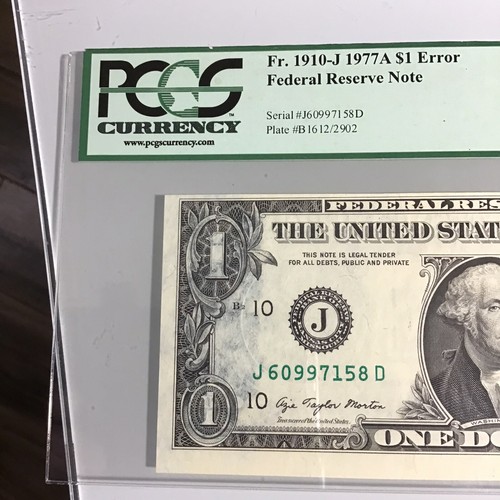 PCGS
CURRENCY
www.pcgscurrency.com
Fr. 1910-J 1977A $1 Error
Federal Reserve Note
Serial #J60997158D
Plate #B1612/2902
FEDERAL RES
THE UNITED STAT
THIS NOTE IS LEGAL TENDER
FOR ALL DEBTS, PUBLIC AND PRIVATE
1
10
J
J 60997158 D
10 Azie Taylor Morton
Treasurer of the United States.
1
WASHIN
ONE DO